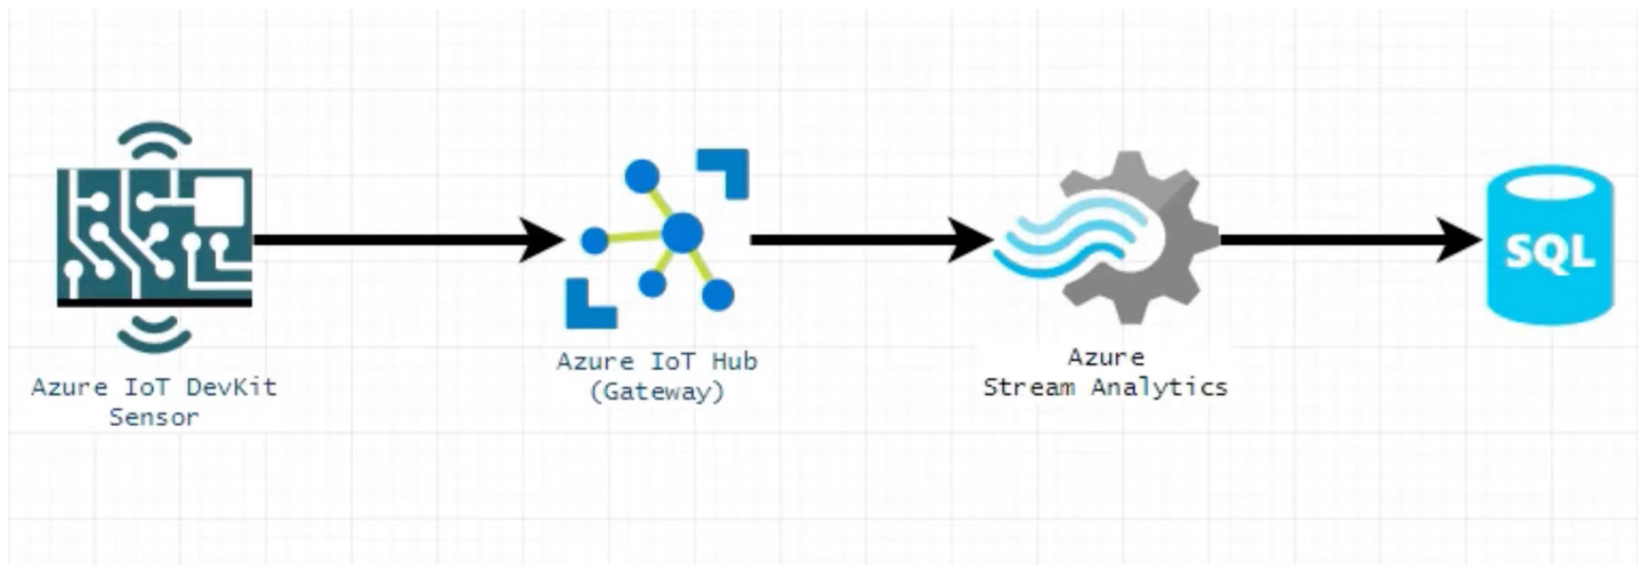 Azure IoT DevKit
Sensor
Azure IoT Hub
(Gateway)
Azure
Stream Analytics
SQL